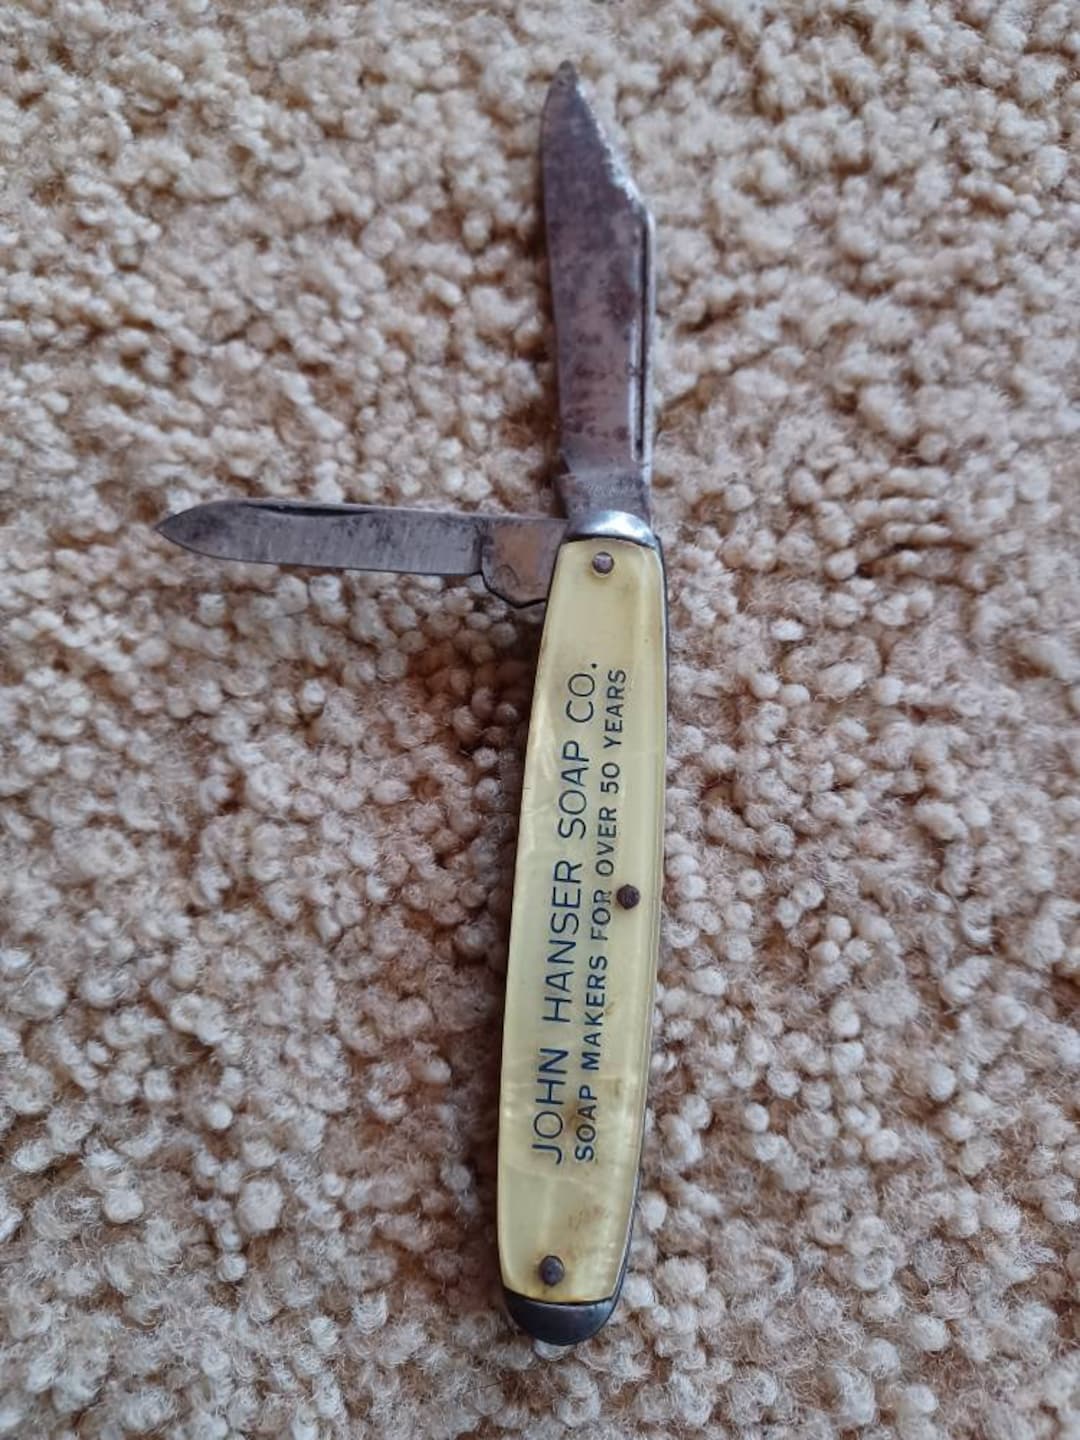 JOHN HANSER SOAP CO.
SOAP MAKERS FOR OVER 50 YEARS